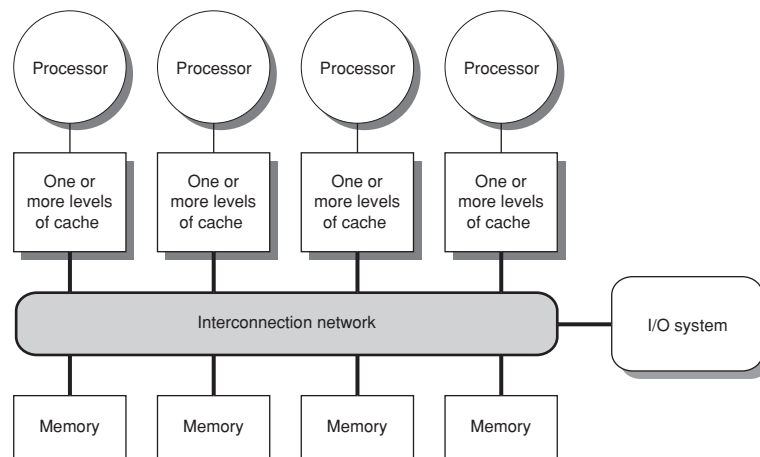 Processor
Processor
Processor
Processor
One or
more levels
of cache
One or
more levels
of cache
One or
more levels
of cache
One or
more levels
of cache
Interconnection network
I/O system
Memory
Memory
Memory
Memory